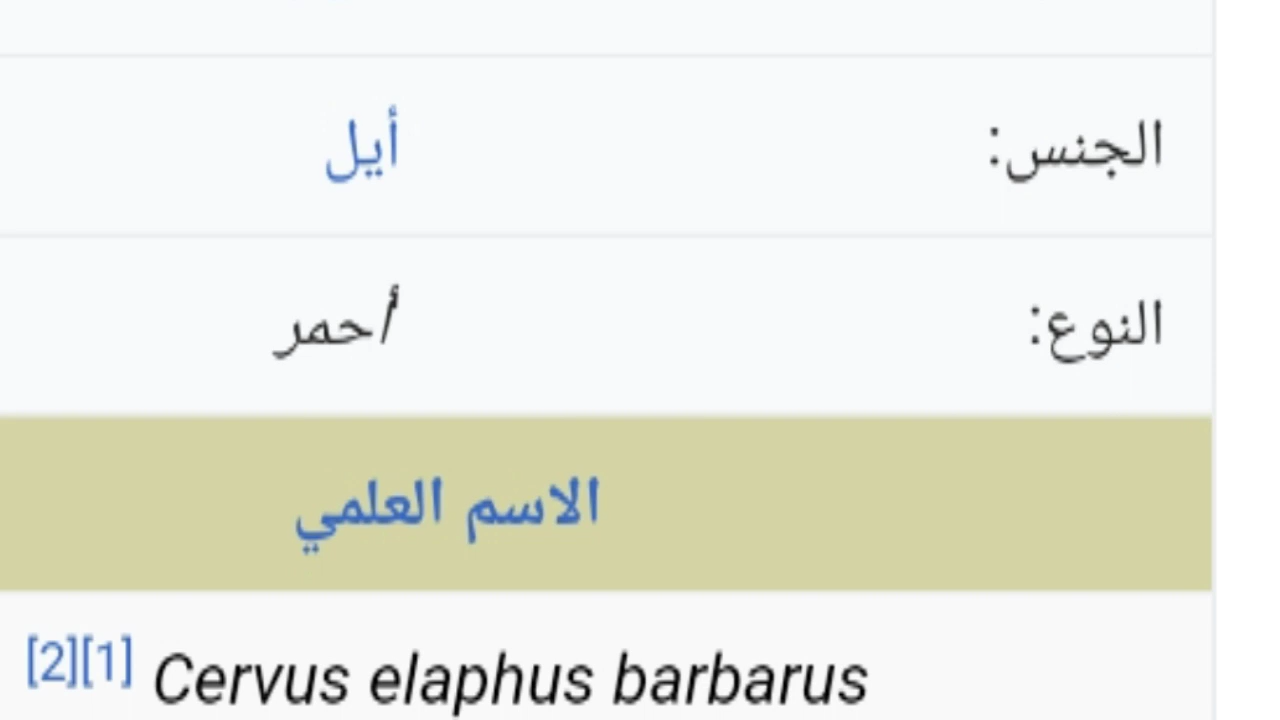 الجنس: أيل
النوع: أحمر
الاسم العلمي
Cervus elaphus barbarus [1][2]